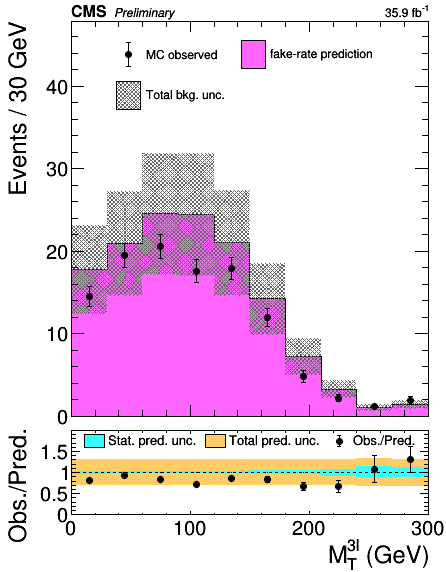 CMS Preliminary 35.9 fb⁻¹
MC observed fake-rate prediction
Total bkg. unc.
Events / 30 GeV
40
30
20
10
0
Stat. pred. unc. Total pred. unc. Obs./Pred.
Obs./Pred.
1.5
1
0.5
0
0 100 200 300
M_T^{3l} (GeV)